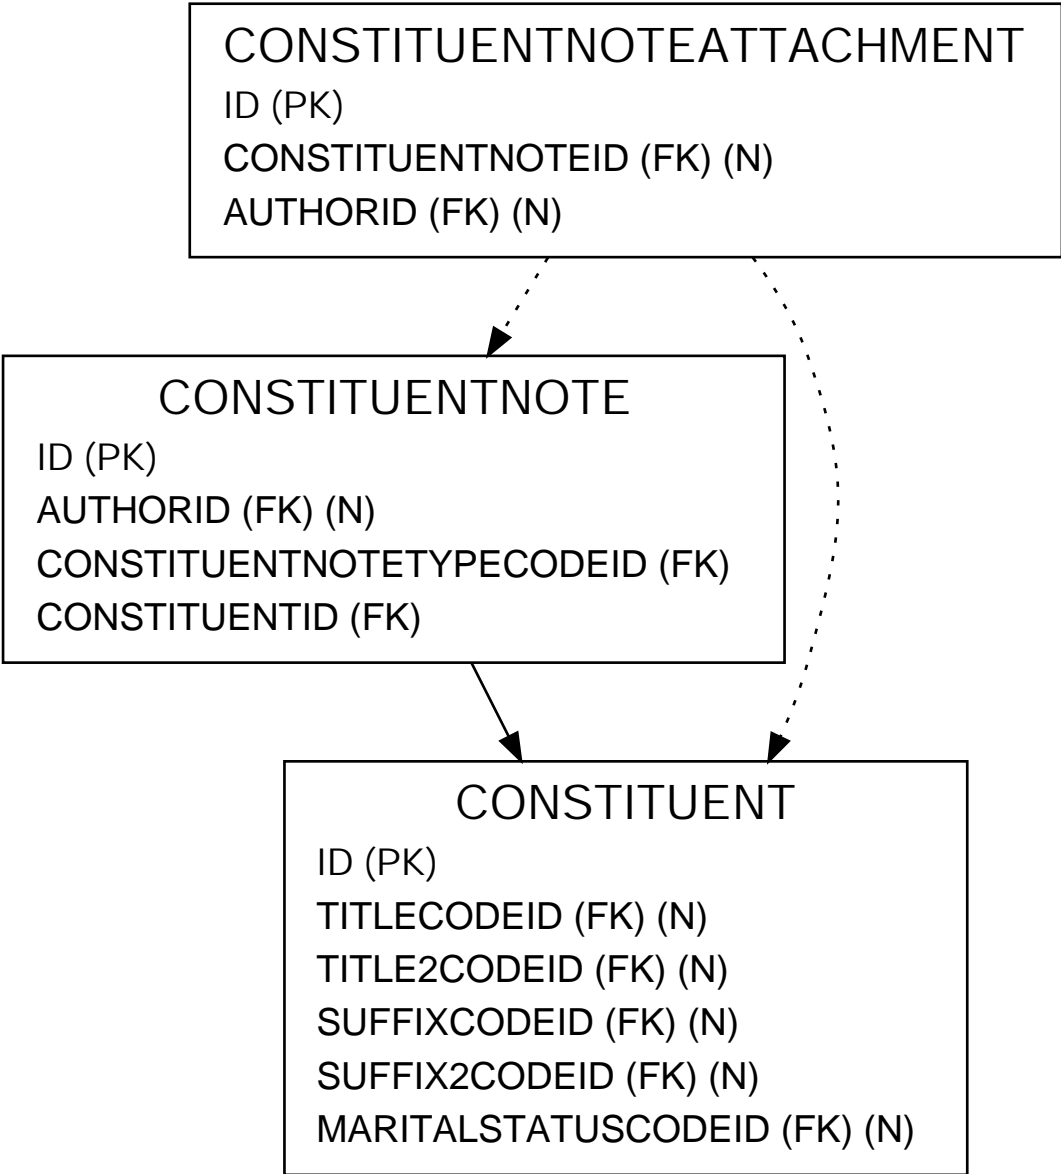 CONSTITUENTNOTEATTACHMENT
ID (PK)
CONSTITUENTNOTEID (FK) (N)
AUTHORID (FK) (N)
CONSTITUENTNOTE
ID (PK)
AUTHORID (FK) (N)
CONSTITUENTNOTETYPECODEID (FK)
CONSTITUENTID (FK)
CONSTITUENT
ID (PK)
TITLECODEID (FK) (N)
TITLE2CODEID (FK) (N)
SUFFIXCODEID (FK) (N)
SUFFIX2CODEID (FK) (N)
MARITALSTATUSCODEID (FK) (N)